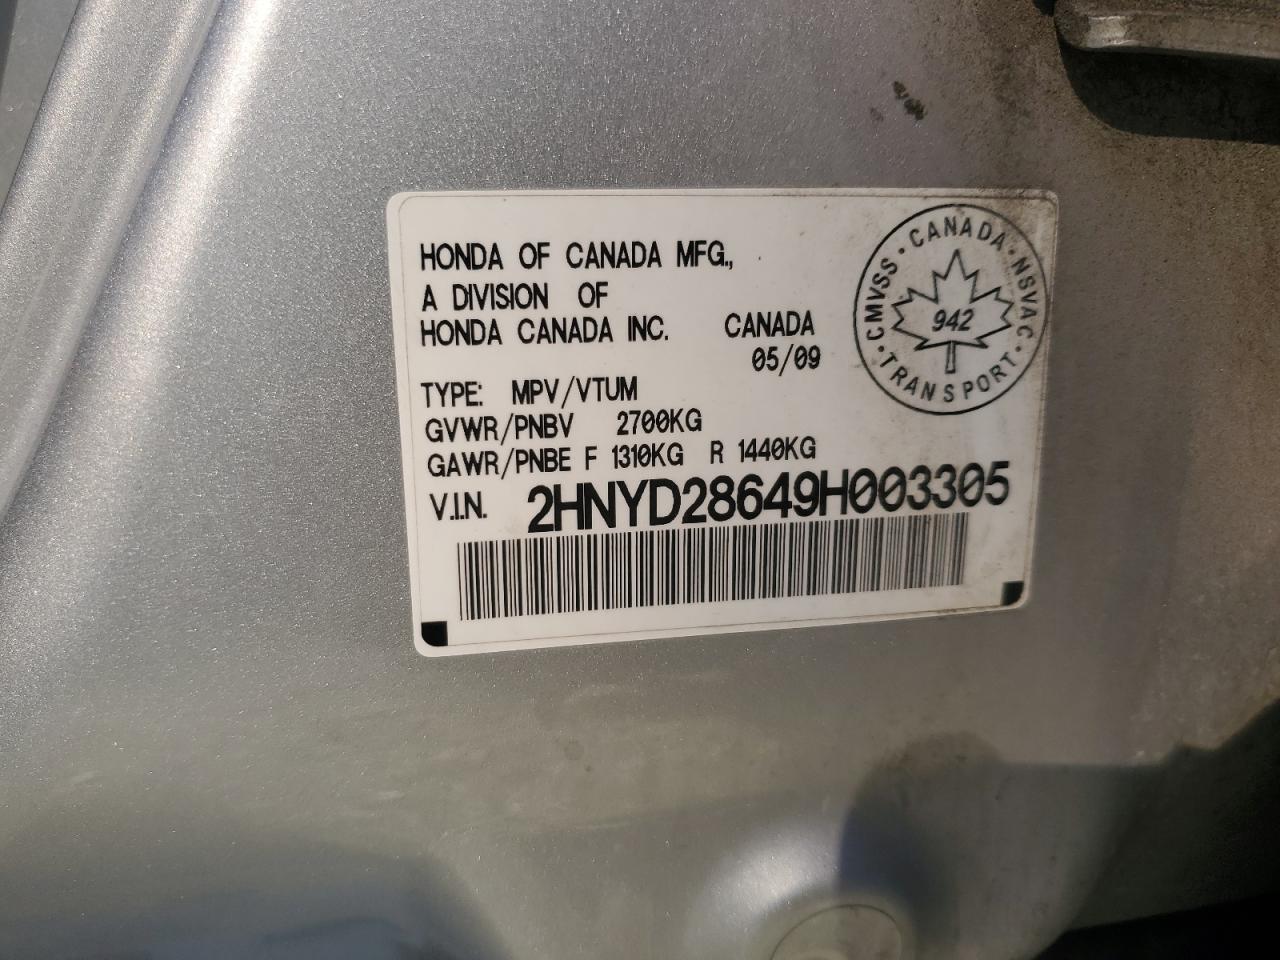 HONDA OF CANADA MFG.,
A DIVISION OF
HONDA CANADA INC. CANADA
05/09
TYPE: MPV/VTUM
GVWR/PNBV 2700KG
GAWR/PNBE F 1310KG R 1440KG
V.I.N. 2HNYD28649H003305
CANADA · NSVAC · TRANSPORT · CMVSS ·
942